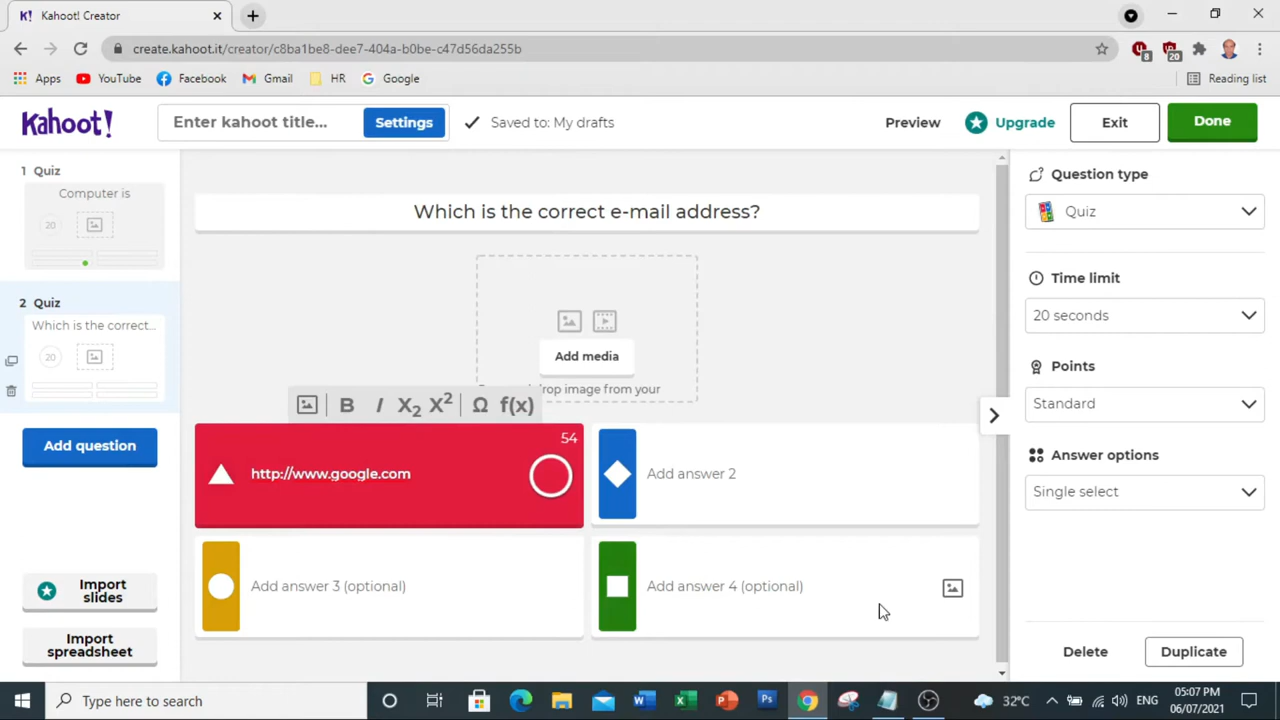 Kahoot! Creator
create.kahoot.it/creator/c8ba1be8-dee7-404a-b0be-c47d56da255b
8
20
Apps
YouTube
Facebook
Gmail
HR
Google
Reading list
Kahoot!
Enter kahoot title...
Settings
Saved to: My drafts
Preview
Upgrade
Exit
Done
1 Quiz
Computer is
20
2 Quiz
Which is the correct...
20
Add question
Import slides
Import spreadsheet
Which is the correct e-mail address?
Add media
drop image from your
B I X2 X2 Ω f(x)
54
http://www.google.com
Add answer 2
Add answer 3 (optional)
Add answer 4 (optional)
Question type
Quiz
Time limit
20 seconds
Points
Standard
Answer options
Single select
Delete
Duplicate
Type here to search
32°C
ENG
05:07 PM
06/07/2021